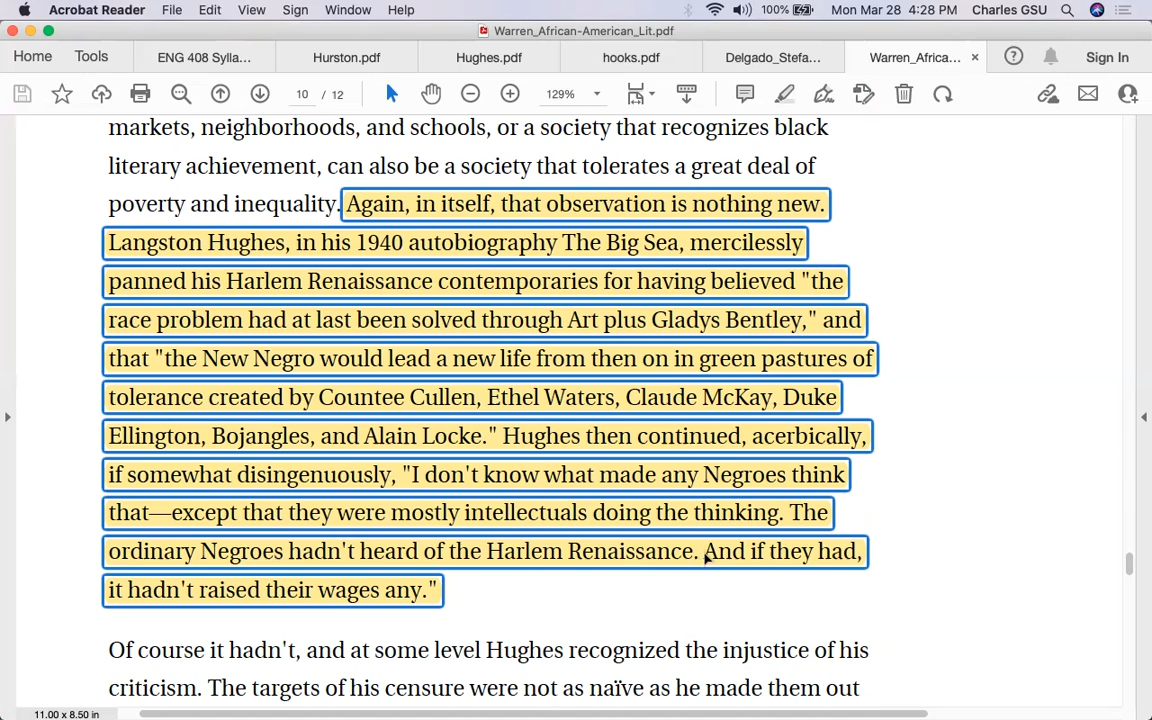 Acrobat Reader File Edit View Sign Window Help 100% Mon Mar 28 4:28 PM Charles GSU
Warren_African-American_Lit.pdf
Home Tools ENG 408 Sylla... Hurston.pdf Hughes.pdf hooks.pdf Delgado_Stefa... Warren_Africa... × ? Sign In
10 / 12 129%
markets, neighborhoods, and schools, or a society that recognizes black
literary achievement, can also be a society that tolerates a great deal of
poverty and inequality. Again, in itself, that observation is nothing new.
Langston Hughes, in his 1940 autobiography The Big Sea, mercilessly
panned his Harlem Renaissance contemporaries for having believed "the
race problem had at last been solved through Art plus Gladys Bentley," and
that "the New Negro would lead a new life from then on in green pastures of
tolerance created by Countee Cullen, Ethel Waters, Claude McKay, Duke
Ellington, Bojangles, and Alain Locke." Hughes then continued, acerbically,
if somewhat disingenuously, "I don't know what made any Negroes think
that—except that they were mostly intellectuals doing the thinking. The
ordinary Negroes hadn't heard of the Harlem Renaissance. And if they had,
it hadn't raised their wages any."
Of course it hadn't, and at some level Hughes recognized the injustice of his
criticism. The targets of his censure were not as naïve as he made them out
11.00 x 8.50 in